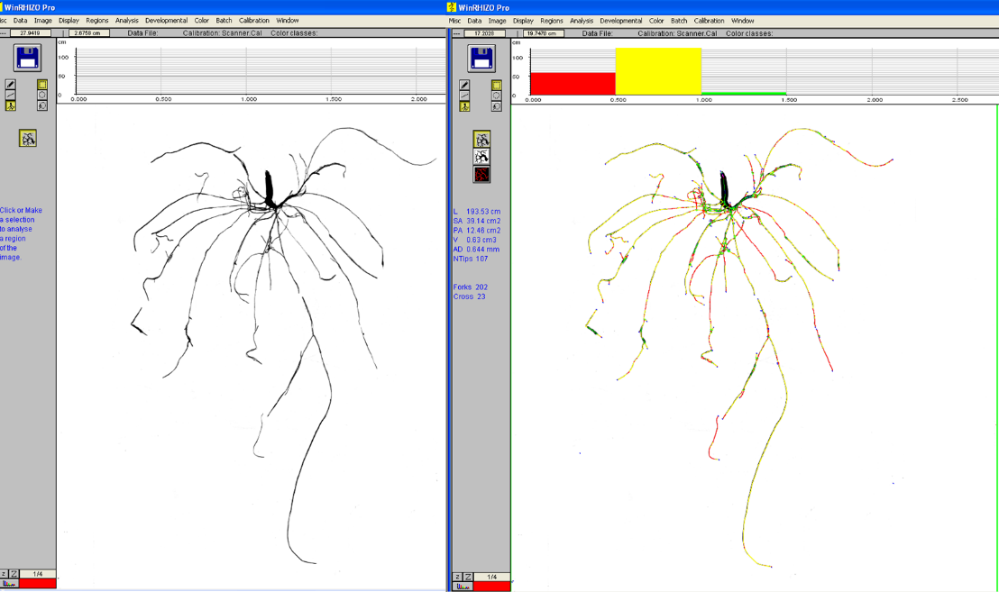 WinRHIZO Pro
isc Data Image Display Regions Analysis Developmental Color Batch Calibration Window
27.9419 2.6758 Data File: Calibration: Scanner.Cal Color classes:
cm
100
50
0
0.000 0.500 1.000 1.500 2.000
Click or Make
a selection
to analyse
a region
of the
image.
z Z 1/4
WinRHIZO Pro
Misc Data Image Display Regions Analysis Developmental Color Batch Calibration Window
--- 17.2028 19.7470 Data File: Calibration: Scanner.Cal Color classes:
cm
100
50
0
0.000 0.500 1.000 1.500 2.000 2.500
L 193.53 cm
SA 39.14 cm2
PA 12.46 cm2
V 0.63 cm3
AD 0.644 mm
NTips 107
Forks 202
Cross 23
z Z 1/4